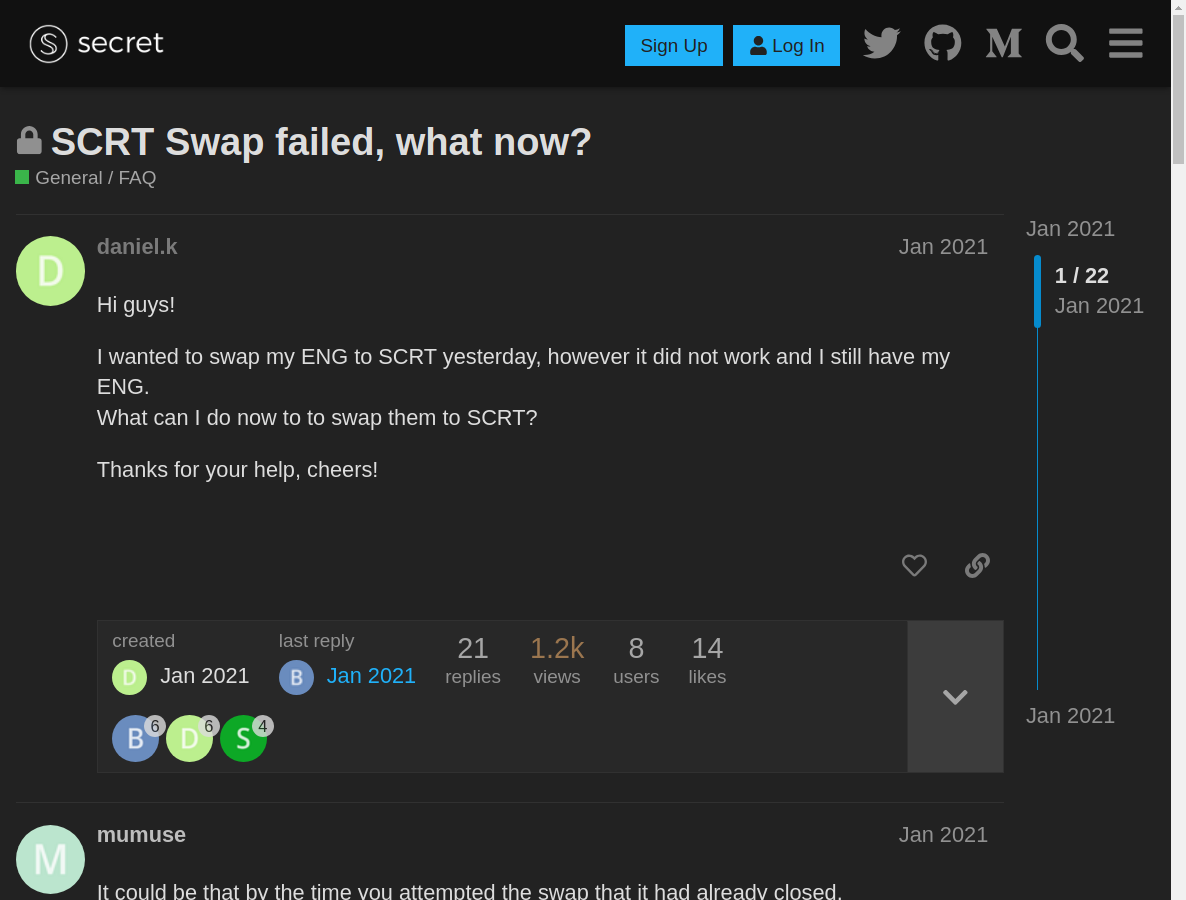 secret
Sign Up
Log In
SCRT Swap failed, what now?
General / FAQ
daniel.k
Jan 2021
Hi guys!
I wanted to swap my ENG to SCRT yesterday, however it did not work and I still have my
ENG.
What can I do now to to swap them to SCRT?
Thanks for your help, cheers!
Jan 2021
1 / 22
Jan 2021
Jan 2021
created
D
Jan 2021
last reply
B
Jan 2021
21
replies
1.2k
views
8
users
14
likes
B 6
D 6
S 4
D
M
mumuse
Jan 2021
It could be that by the time you attempted the swap that it had already closed.